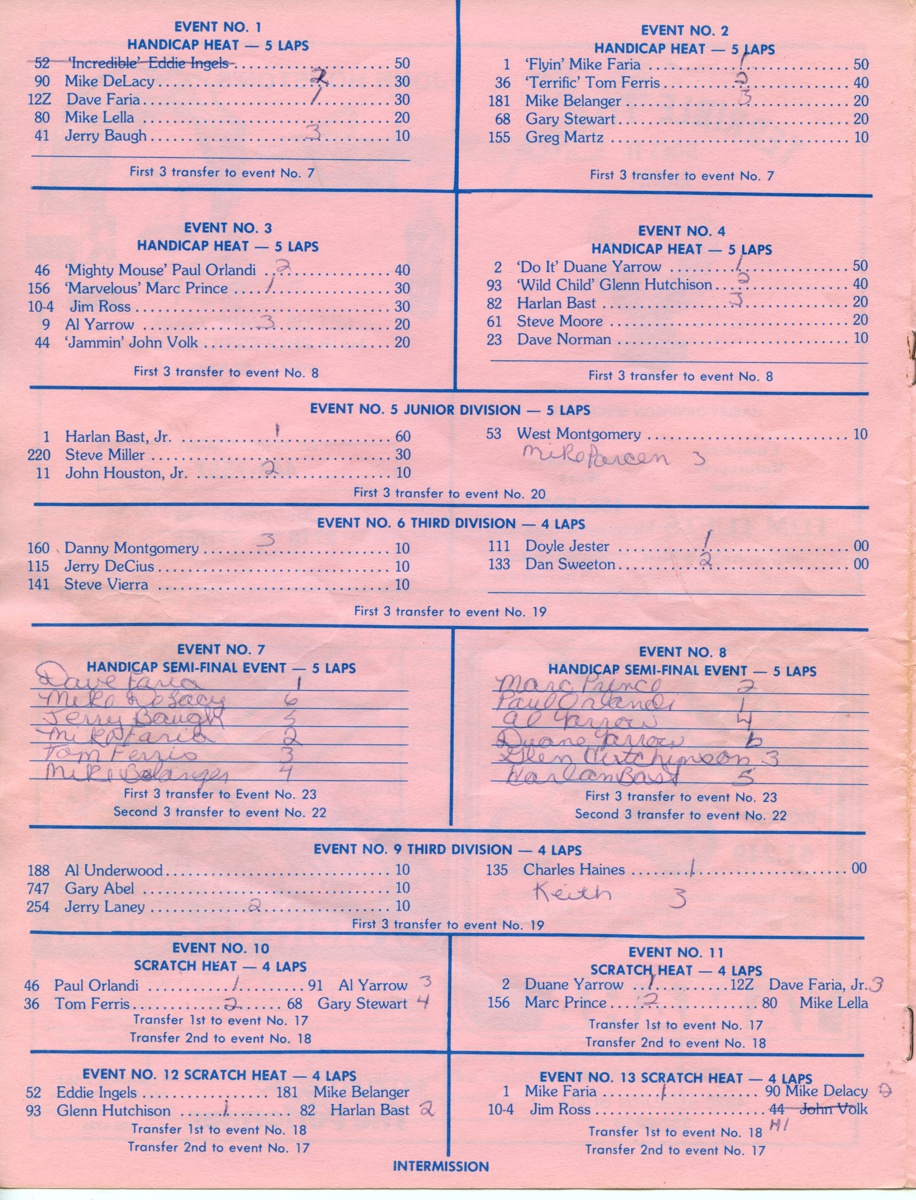 EVENT NO. 1
HANDICAP HEAT — 5 LAPS
52 'Incredible' Eddie Ingels 50
90 Mike DeLacy 2 30
12Z Dave Faria 1 30
80 Mike Lella 20
41 Jerry Baugh 3 10
First 3 transfer to event No. 7
EVENT NO. 2
HANDICAP HEAT — 5 LAPS
1 'Flyin' Mike Faria 1 50
36 'Terrific' Tom Ferris 2 40
181 Mike Belanger 3 20
68 Gary Stewart 20
155 Greg Martz 10
First 3 transfer to event No. 7
EVENT NO. 3
HANDICAP HEAT — 5 LAPS
46 'Mighty Mouse' Paul Orlandi 2 40
156 'Marvelous' Marc Prince 1 30
10-4 Jim Ross 30
9 Al Yarrow 3 20
44 'Jammin' John Volk 20
First 3 transfer to event No. 8
EVENT NO. 4
HANDICAP HEAT — 5 LAPS
2 'Do It' Duane Yarrow 1 50
93 'Wild Child' Glenn Hutchison 2 40
82 Harlan Bast 3 20
61 Steve Moore 20
23 Dave Norman 10
First 3 transfer to event No. 8
EVENT NO. 5 JUNIOR DIVISION — 5 LAPS
1 Harlan Bast, Jr. 1 60
220 Steve Miller 30
11 John Houston, Jr. 2 10
53 West Montgomery 10
Mike 3
First 3 transfer to event No. 20
EVENT NO. 6 THIRD DIVISION — 4 LAPS
160 Danny Montgomery 3 10
115 Jerry DeCius 10
141 Steve Vierra 10
111 Doyle Jester 1 00
133 Dan Sweeton 2 00
First 3 transfer to event No. 19
EVENT NO. 7
HANDICAP SEMI-FINAL EVENT — 5 LAPS
Dave Faria 1
Mike DeLacy 6
Jerry Baugh 5
Mike Faria 2
Tom Ferris 3
Mike Belanger 4
First 3 transfer to Event No. 23
Second 3 transfer to event No. 22
EVENT NO. 8
HANDICAP SEMI-FINAL EVENT — 5 LAPS
Marc Prince 2
Paul Orlandi 1
Al Yarrow 4
Duane Yarrow 6
Glen Hutchinson 3
Harlan Bast 5
First 3 transfer to event No. 23
Second 3 transfer to event No. 22
EVENT NO. 9 THIRD DIVISION — 4 LAPS
188 Al Underwood 10
747 Gary Abel 10
254 Jerry Laney 2 10
135 Charles Haines 1 00
Keith 3
First 3 transfer to event No. 19
EVENT NO. 10
SCRATCH HEAT — 4 LAPS
46 Paul Orlandi 1 91 Al Yarrow 3
36 Tom Ferris 2 68 Gary Stewart 4
Transfer 1st to event No. 17
Transfer 2nd to event No. 18
EVENT NO. 11
SCRATCH HEAT — 4 LAPS
2 Duane Yarrow 1 12Z Dave Faria, Jr. 3
156 Marc Prince 2 80 Mike Lella
Transfer 1st to event No. 17
Transfer 2nd to event No. 18
EVENT NO. 12 SCRATCH HEAT — 4 LAPS
52 Eddie Ingels 181 Mike Belanger
93 Glenn Hutchison 1 82 Harlan Bast 2
Transfer 1st to event No. 18
Transfer 2nd to event No. 17
EVENT NO. 13 SCRATCH HEAT — 4 LAPS
1 Mike Faria 1 90 Mike Delacy 2
10-4 Jim Ross 44 John Volk
41
Transfer 1st to event No. 18
Transfer 2nd to event No. 17
INTERMISSION